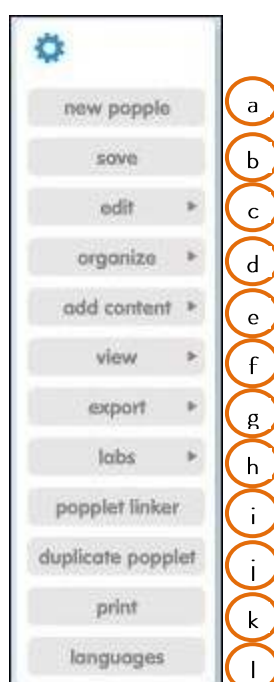 new popple a
save b
edit c
organize d
add content e
view f
export g
labs h
popplet linker i
duplicate popplet j
print k
languages l